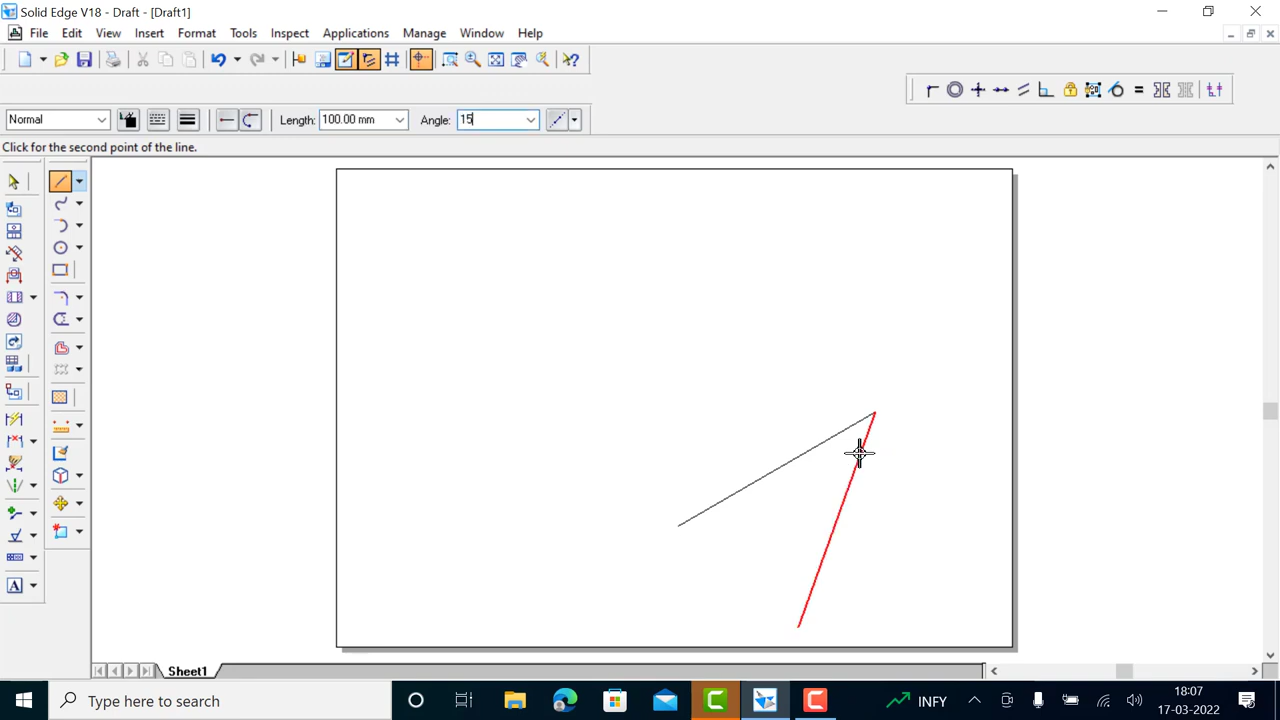 Solid Edge V18 - Draft - [Draft1]
File Edit View Insert Format Tools Inspect Applications Manage Window Help
Normal Length: 100.00 mm Angle: 15
Click for the second point of the line.
A
Sheet1
Type here to search
INFY
18:07
17-03-2022